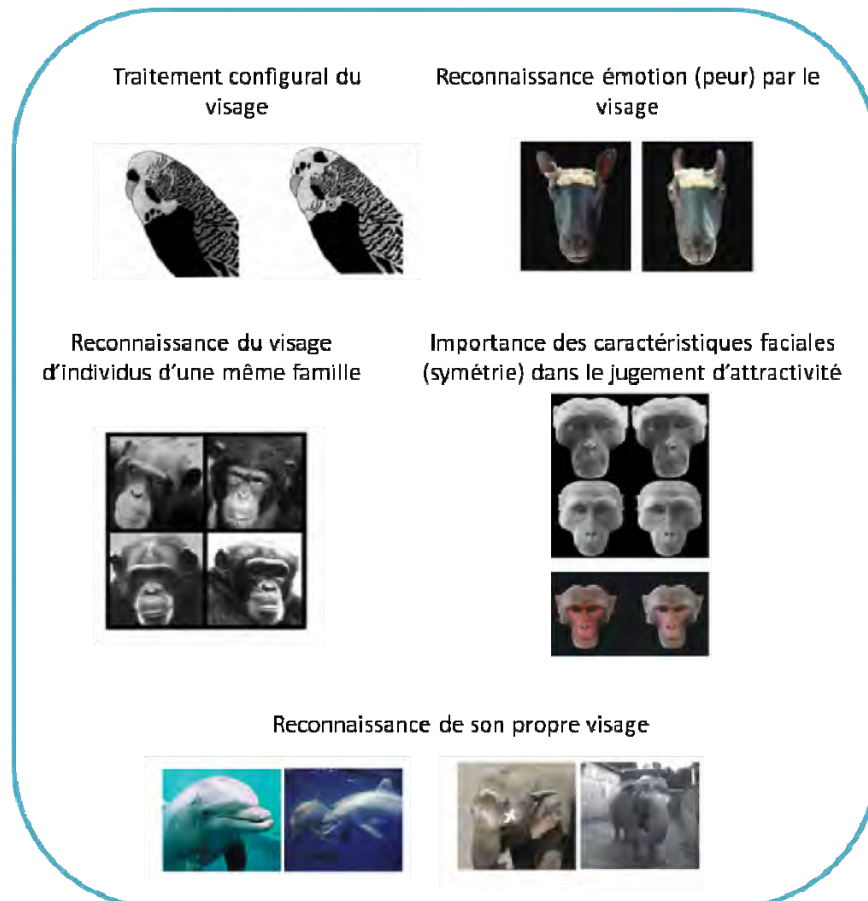 Traitement configural du
visage
Reconnaissance émotion (peur) par le
visage
Reconnaissance du visage
d'individus d'une même famille
Importance des caractéristiques faciales
(symétrie) dans le jugement d'attractivité
Reconnaissance de son propre visage